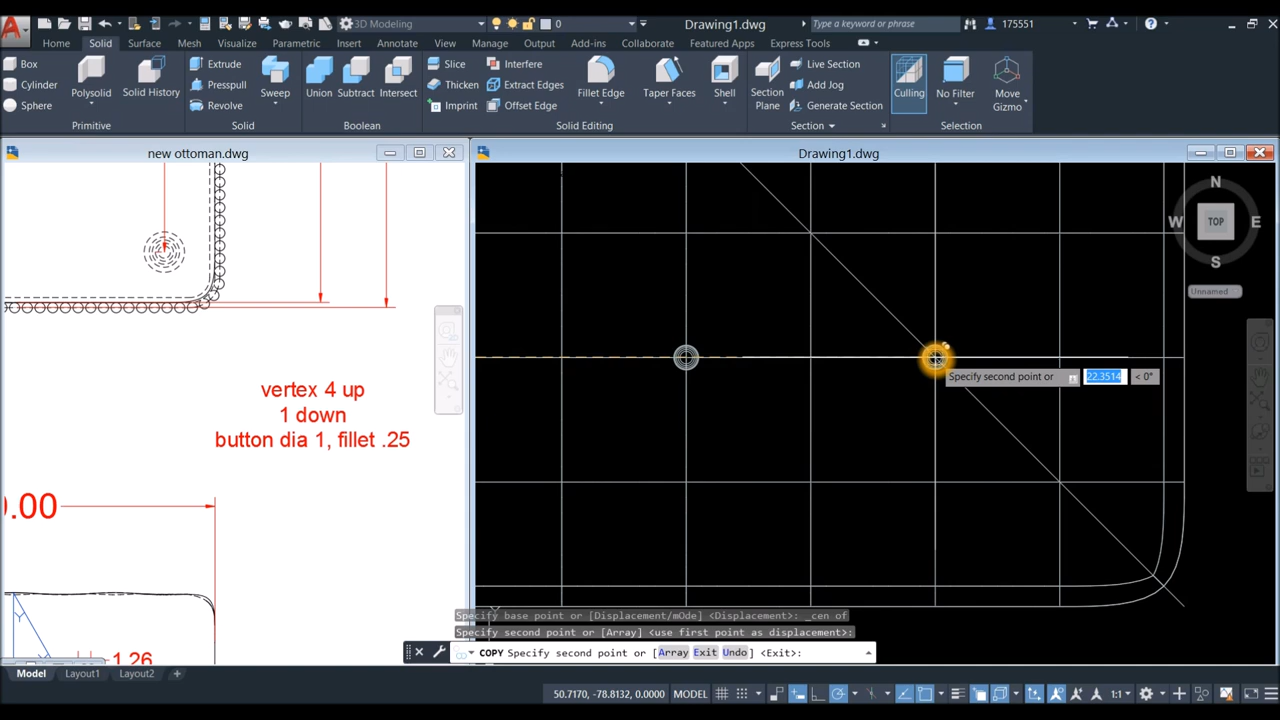 3D Modeling
0
Drawing1.dwg
Type a keyword or phrase
175551
Home Solid Surface Mesh Visualize Parametric Insert Annotate View Manage Output Add-ins Collaborate Featured Apps Express Tools
Box
Cylinder
Sphere
Polysolid
Solid History
Extrude
Presspull
Revolve
Sweep
Union
Subtract
Intersect
Slice
Thicken
Imprint
Interfere
Extract Edges
Offset Edge
Fillet Edge
Taper Faces
Shell
Section
Plane
Live Section
Add Jog
Generate Section
Culling
No Filter
Move
Gizmo
Primitive
Solid
Boolean
Solid Editing
Section
Selection
new ottoman.dwg
Drawing1.dwg
N
W
TOP
E
S
Unnamed
Specify second point or
22.3514
< 0°
vertex 4 up
1 down
button dia 1, fillet .25
0.00
1.26
Y
Specify base point or [Displacement/mOde] <Displacement>: _cen of
Specify second point or [Array] <use first point as displacement>:
COPY Specify second point or [Array Exit Undo] <Exit>:
Model Layout1 Layout2 +
50.7170, -78.8132, 0.0000 MODEL
1:1